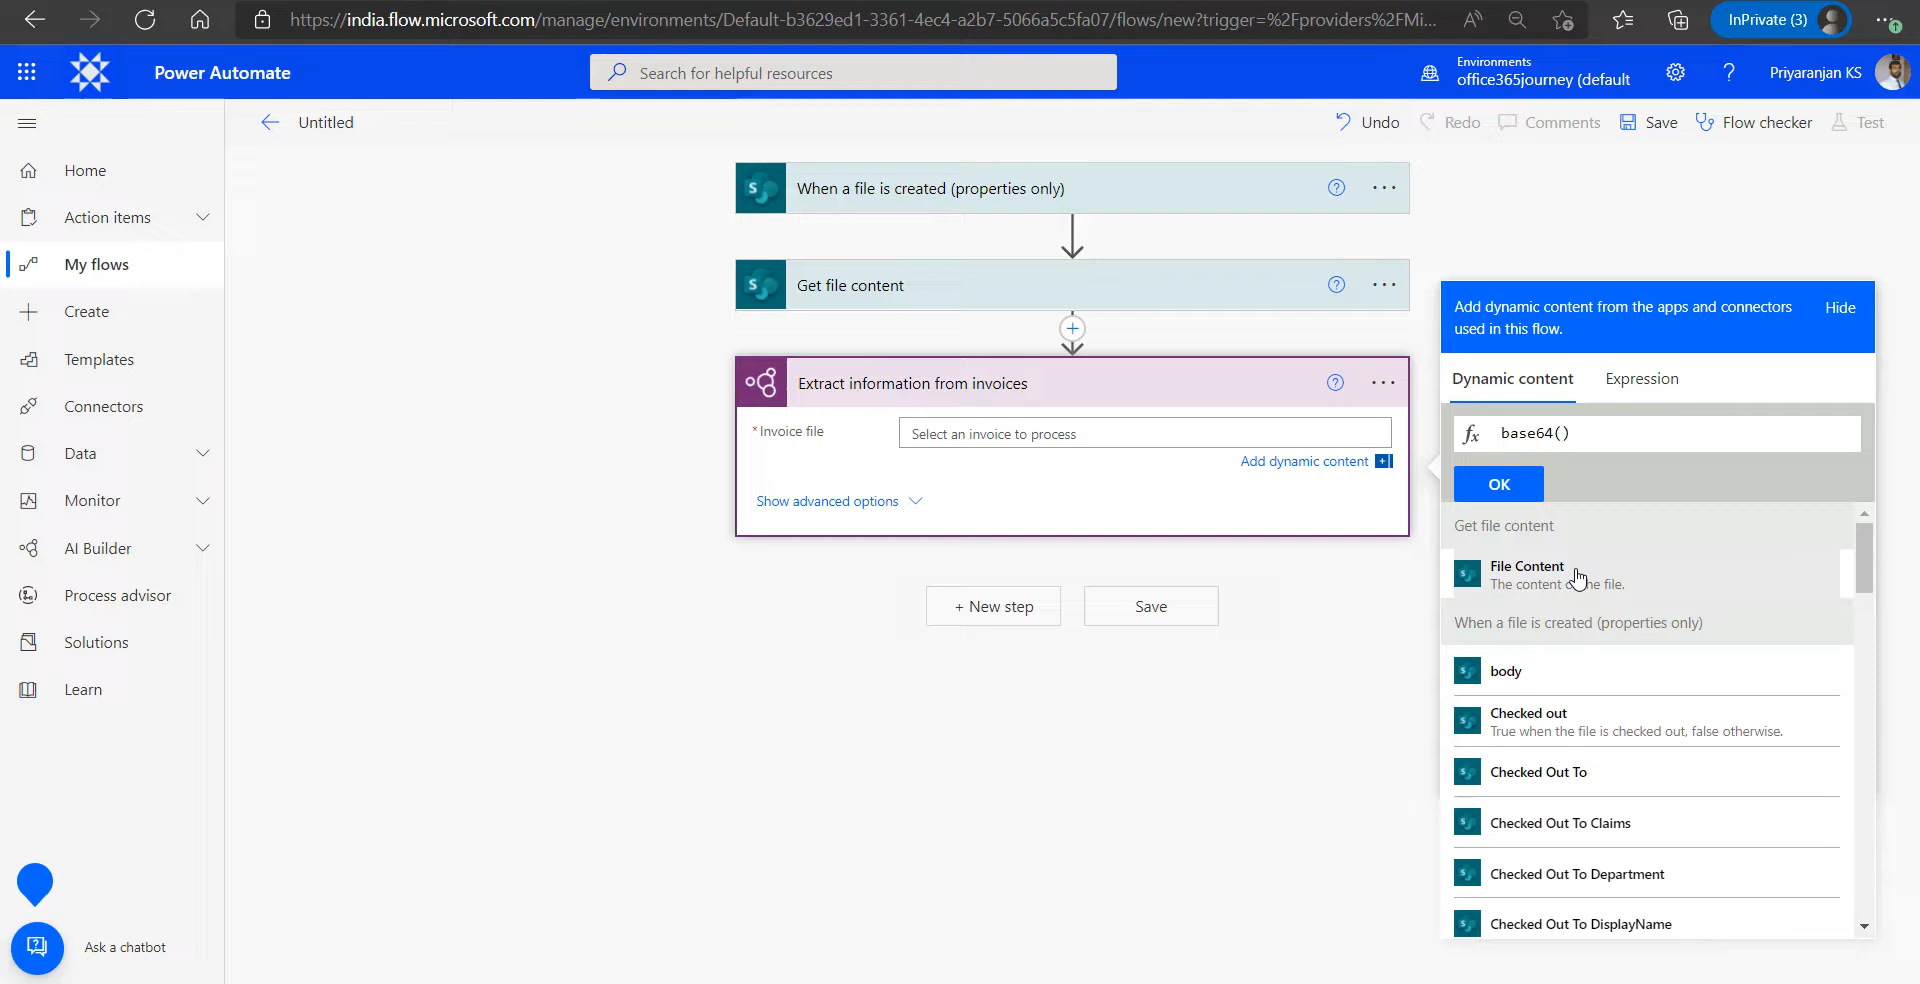 https://india.flow.microsoft.com/manage/environments/Default-b3629ed1-3361-4ec4-a2b7-5066a5c5fa07/flows/new?trigger=%2Fproviders%2FMi...
InPrivate (3)
Power Automate
Search for helpful resources
Environments
office365journey (default
?
Priyaranjan KS
Untitled
Undo
Redo
Comments
Save
Flow checker
Test
Home
Action items
My flows
Create
Templates
Connectors
Data
Monitor
AI Builder
Process advisor
Solutions
Learn
Ask a chatbot
When a file is created (properties only)
Get file content
Extract information from invoices
* Invoice file
Select an invoice to process
Add dynamic content
Show advanced options
+ New step
Save
Add dynamic content from the apps and connectors
used in this flow.
Hide
Dynamic content
Expression
fx base64()
OK
Get file content
File Content
The content of the file.
When a file is created (properties only)
body
Checked out
True when the file is checked out, false otherwise.
Checked Out To
Checked Out To Claims
Checked Out To Department
Checked Out To DisplayName